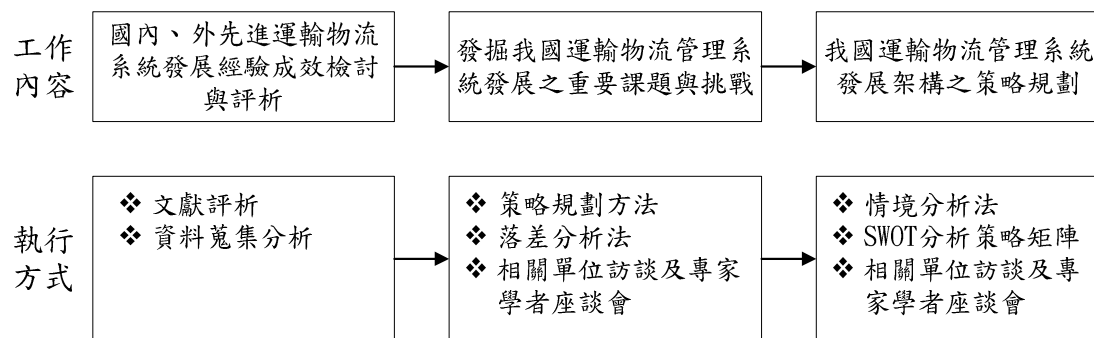 工作
內容
國內、外先進運輸物流
系統發展經驗成效檢討
與評析
發掘我國運輸物流管理系
統發展之重要課題與挑戰
我國運輸物流管理系統
發展架構之策略規劃
執行
方式
❖ 文獻評析
❖ 資料蒐集分析
❖ 策略規劃方法
❖ 落差分析法
❖ 相關單位訪談及專家
學者座談會
❖ 情境分析法
❖ SWOT分析策略矩陣
❖ 相關單位訪談及專
家學者座談會